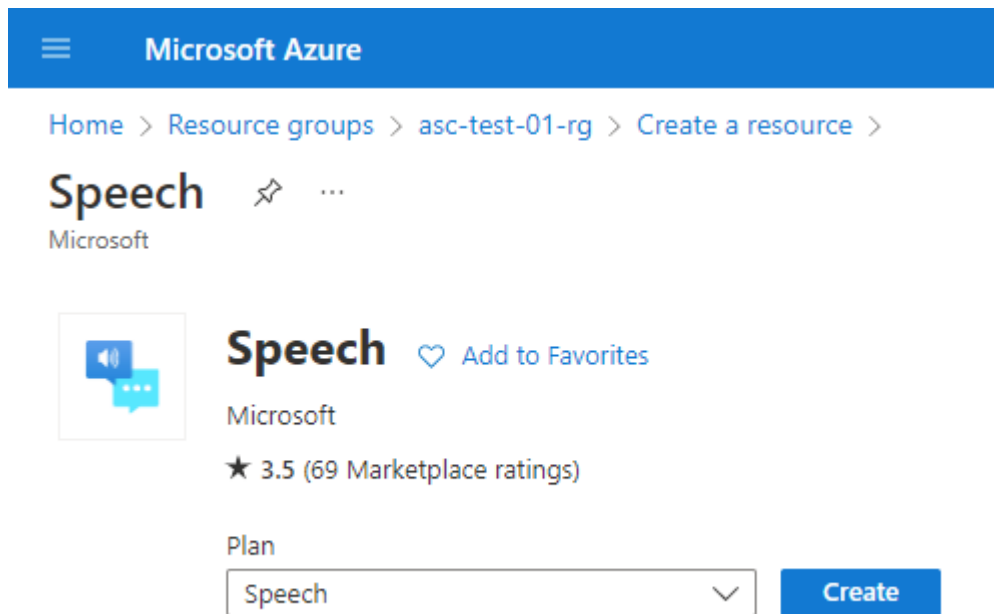 Microsoft Azure
Home > Resource groups > asc-test-01-rg > Create a resource >
Speech ...
Microsoft
Speech Add to Favorites
Microsoft
★ 3.5 (69 Marketplace ratings)
Plan
Speech Create